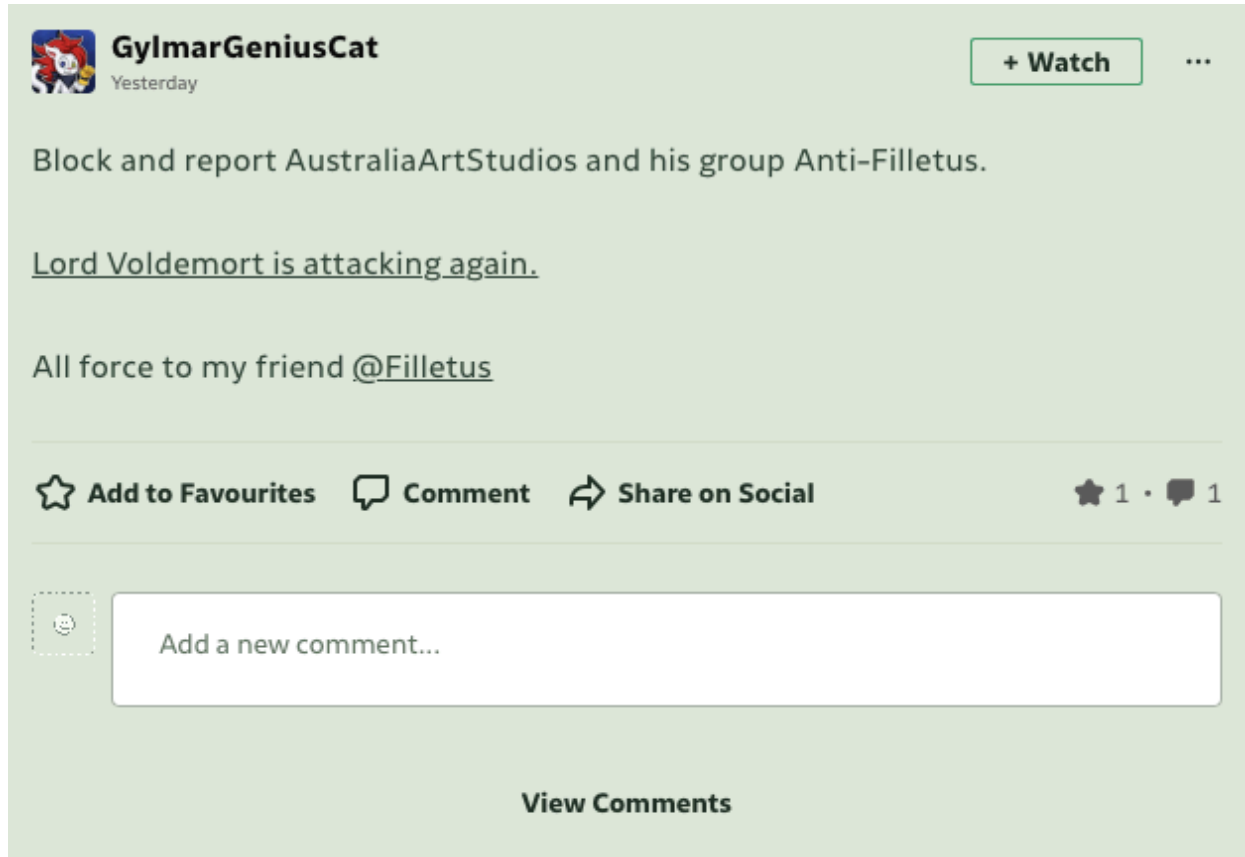 GylmarGeniusCat
+ Watch
...
Yesterday
Block and report AustraliaArtStudios and his group Anti-Filletus.
Lord Voldemort is attacking again.
All force to my friend @Filletus
Add to Favourites
Comment
Share on Social
1 • 1
Add a new comment...
View Comments